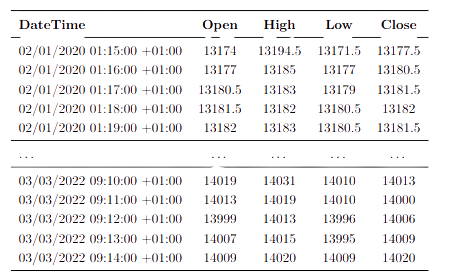 DateTime Open High Low Close
02/01/2020 01:15:00 +01:00 13174 13194.5 13171.5 13177.5
02/01/2020 01:16:00 +01:00 13177 13185 13177 13180.5
02/01/2020 01:17:00 +01:00 13180.5 13183 13179 13181.5
02/01/2020 01:18:00 +01:00 13181.5 13182 13180.5 13182
02/01/2020 01:19:00 +01:00 13182 13183 13180.5 13181.5
... ... ... ... ...
03/03/2022 09:10:00 +01:00 14019 14031 14010 14013
03/03/2022 09:11:00 +01:00 14013 14019 14010 14000
03/03/2022 09:12:00 +01:00 13999 14013 13996 14006
03/03/2022 09:13:00 +01:00 14007 14015 13995 14009
03/03/2022 09:14:00 +01:00 14009 14020 14009 14020